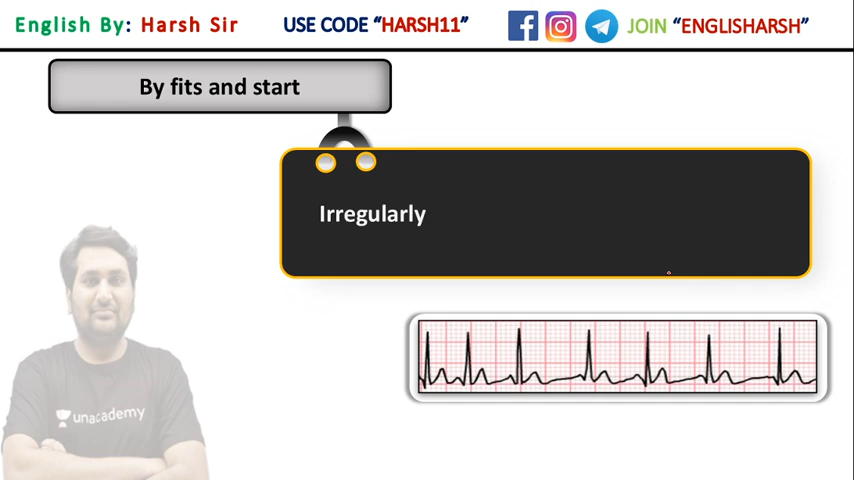 English By: Harsh Sir
USE CODE “HARSH11”
JOIN “ENGLISHARSH”
By fits and start
Irregularly
unacademy